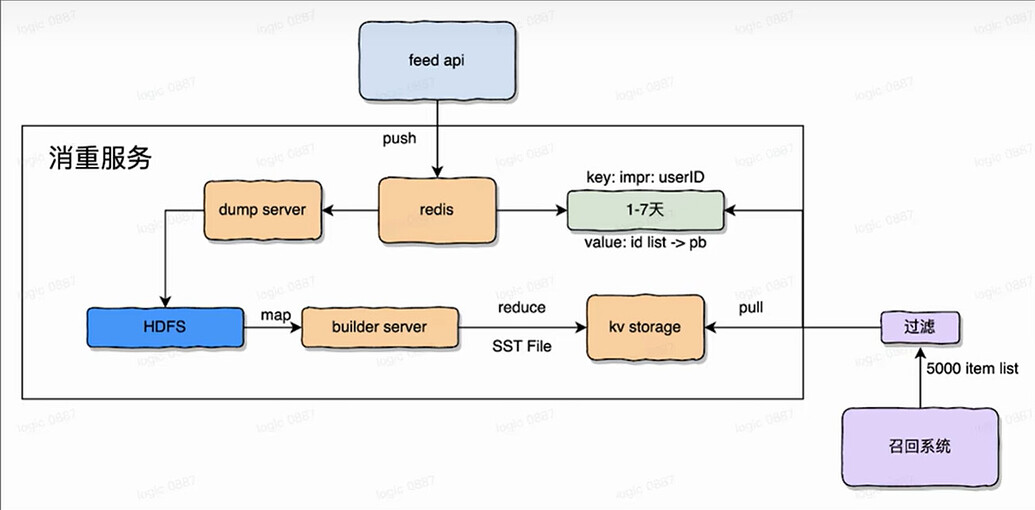 feed api
push
消重服务
key: impr: userID
dump server
redis
1-7天
value: id list -> pb
HDFS
map
builder server
reduce
SST File
kv storage
pull
过滤
5000 item list
召回系统
logic 0887